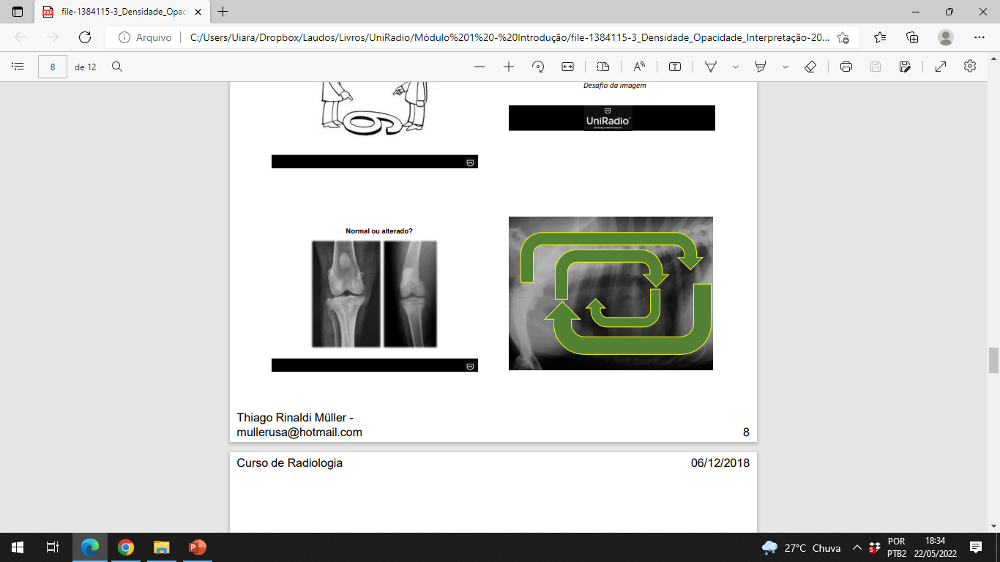 file-1384115-3_Densidade_Opaci
Arquivo
C:/Users/Uiara/Dropbox/Laudos/Livros/UniRadio/Módulo%201%20-%20Introdução/file-1384115-3_Densidade_Opacidade_Interpretação-20...
8
de 12
Desafio da imagem
UniRadio
Normal ou alterado?
Thiago Rinaldi Müller -
mullerusa@hotmail.com
8
Curso de Radiologia
06/12/2018
27°C Chuva
POR
PTB2
18:34
22/05/2022